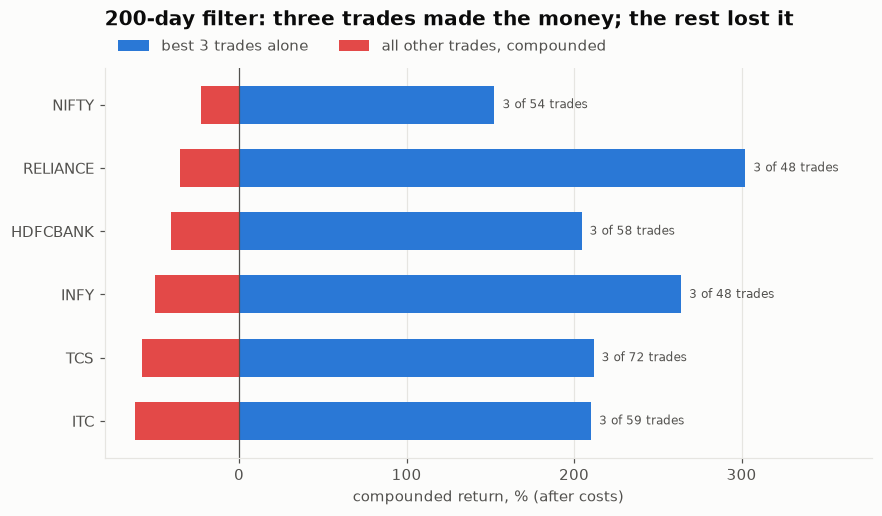 200-day filter: three trades made the money; the rest lost it
best 3 trades alone
all other trades, compounded
NIFTY
3 of 54 trades
RELIANCE
3 of 48 trades
HDFCBANK
3 of 58 trades
INFY
3 of 48 trades
TCS
3 of 72 trades
ITC
3 of 59 trades
0
100
200
300
compounded return, % (after costs)